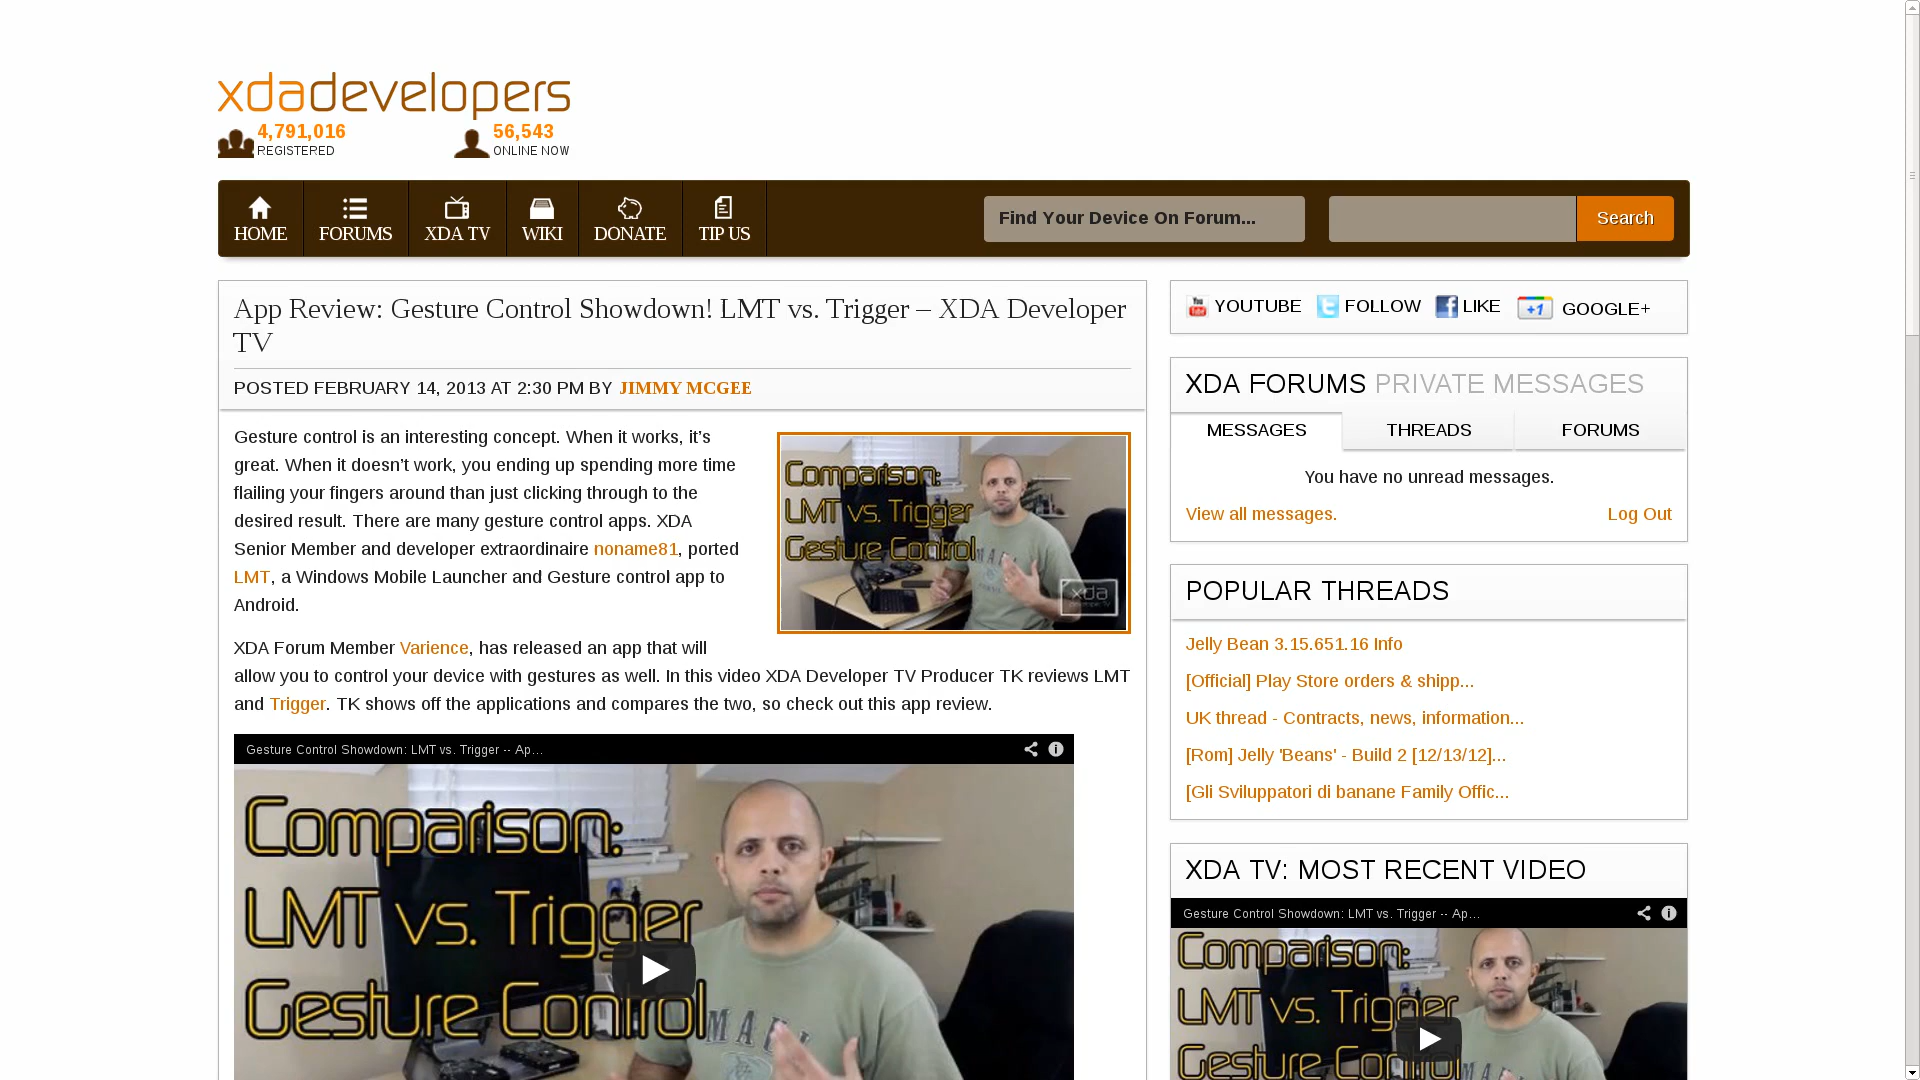 xdadevelopers
4,791,016
REGISTERED
56,543
ONLINE NOW
HOME
FORUMS
XDA TV
WIKI
DONATE
TIP US
Find Your Device On Forum...
Search
App Review: Gesture Control Showdown! LMT vs. Trigger – XDA Developer
TV
POSTED FEBRUARY 14, 2013 AT 2:30 PM BY JIMMY MCGEE
Gesture control is an interesting concept. When it works, it’s
great. When it doesn’t work, you ending up spending more time
flailing your fingers around than just clicking through to the
desired result. There are many gesture control apps. XDA
Senior Member and developer extraordinaire noname81, ported
LMT, a Windows Mobile Launcher and Gesture control app to
Android.
Comparison:
LMT vs. Trigger
Gesture Control
xda
developer TV
XDA Forum Member Varience, has released an app that will
allow you to control your device with gestures as well. In this video XDA Developer TV Producer TK reviews LMT
and Trigger. TK shows off the applications and compares the two, so check out this app review.
Gesture Control Showdown: LMT vs. Trigger -- Ap...
Comparison:
LMT vs. Trigger
Gesture Control
YOUTUBE
FOLLOW
LIKE
+1
GOOGLE+
XDA FORUMS PRIVATE MESSAGES
MESSAGES
THREADS
FORUMS
You have no unread messages.
View all messages.
Log Out
POPULAR THREADS
Jelly Bean 3.15.651.16 Info
[Official] Play Store orders & shipp...
UK thread - Contracts, news, information...
[Rom] Jelly 'Beans' - Build 2 [12/13/12]...
[Gli Sviluppatori di banane Family Offic...
XDA TV: MOST RECENT VIDEO
Gesture Control Showdown: LMT vs. Trigger -- Ap...
Comparison:
LMT vs. Trigger
Gesture Control